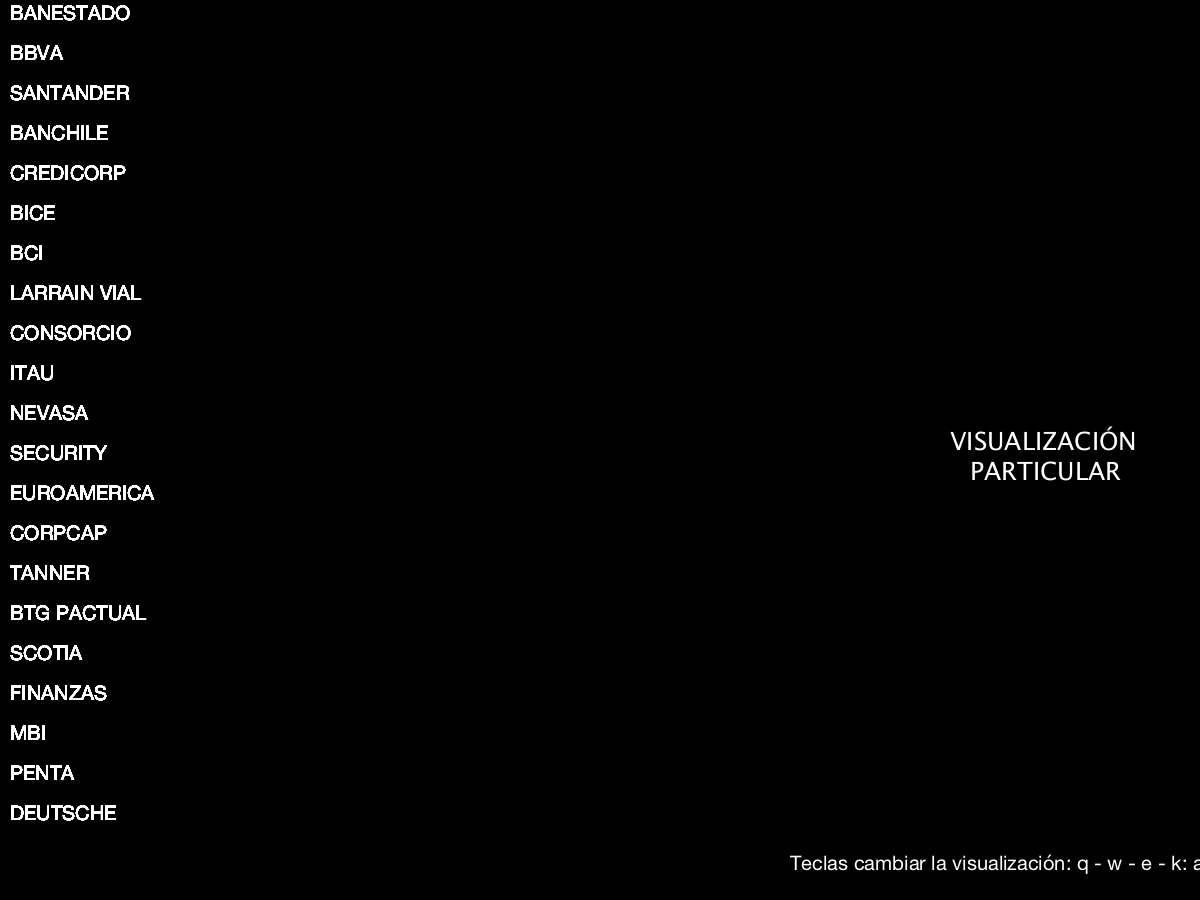 BANESTADO
BBVA
SANTANDER
BANCHILE
CREDICORP
BICE
BCI
LARRAIN VIAL
CONSORCIO
ITAU
NEVASA
SECURITY
EUROAMERICA
CORPCAP
TANNER
BTG PACTUAL
SCOTIA
FINANZAS
MBI
PENTA
DEUTSCHE
VISUALIZACIÓN
PARTICULAR
Teclas cambiar la visualización: q - w - e - k: a